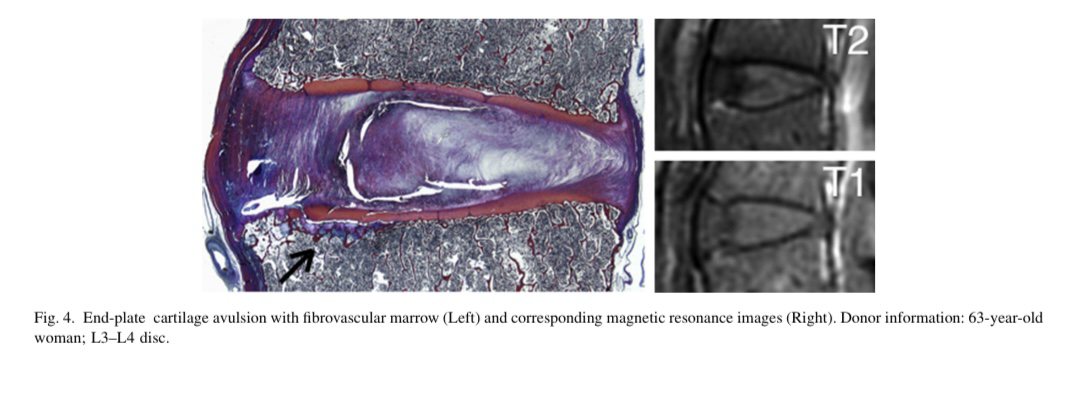 T2
T1
Fig. 4. End-plate cartilage avulsion with fibrovascular marrow (Left) and corresponding magnetic resonance images (Right). Donor information: 63-year-old
woman; L3–L4 disc.